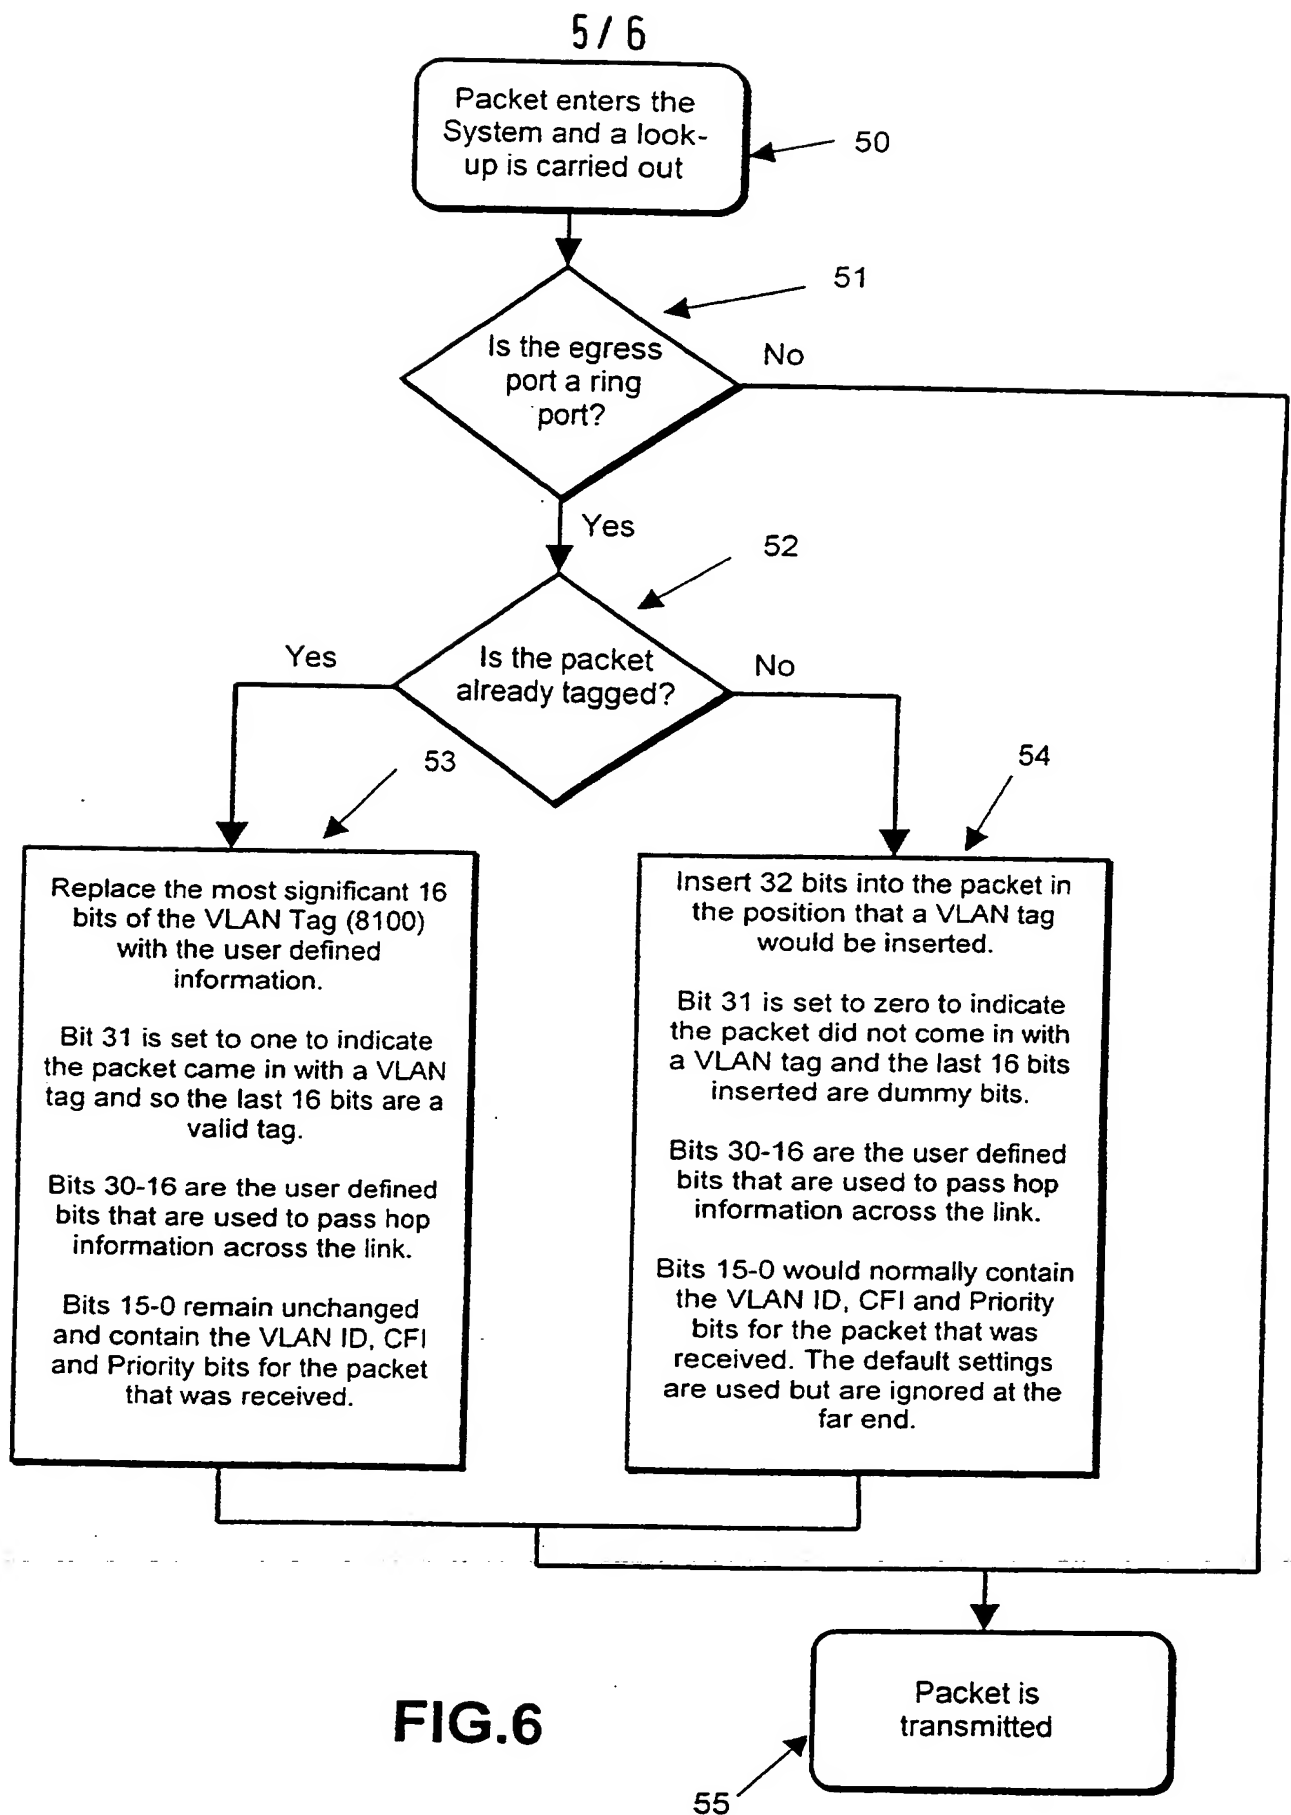 5/6
Packet enters the
System and a look-
up is carried out
50
51
Is the egress
port a ring
port?
No
Yes
52
Yes
Is the packet
already tagged?
No
53
54
Replace the most significant 16
bits of the VLAN Tag (8100)
with the user defined
information.
Bit 31 is set to one to indicate
the packet came in with a VLAN
tag and so the last 16 bits are a
valid tag.
Bits 30-16 are the user defined
bits that are used to pass hop
information across the link.
Bits 15-0 remain unchanged
and contain the VLAN ID, CFI
and Priority bits for the packet
that was received.
Insert 32 bits into the packet in
the position that a VLAN tag
would be inserted.
Bit 31 is set to zero to indicate
the packet did not come in with
a VLAN tag and the last 16 bits
inserted are dummy bits.
Bits 30-16 are the user defined
bits that are used to pass hop
information across the link.
Bits 15-0 would normally contain
the VLAN ID, CFI and Priority
bits for the packet that was
received. The default settings
are used but are ignored at the
far end.
Packet is
transmitted
FIG.6
55